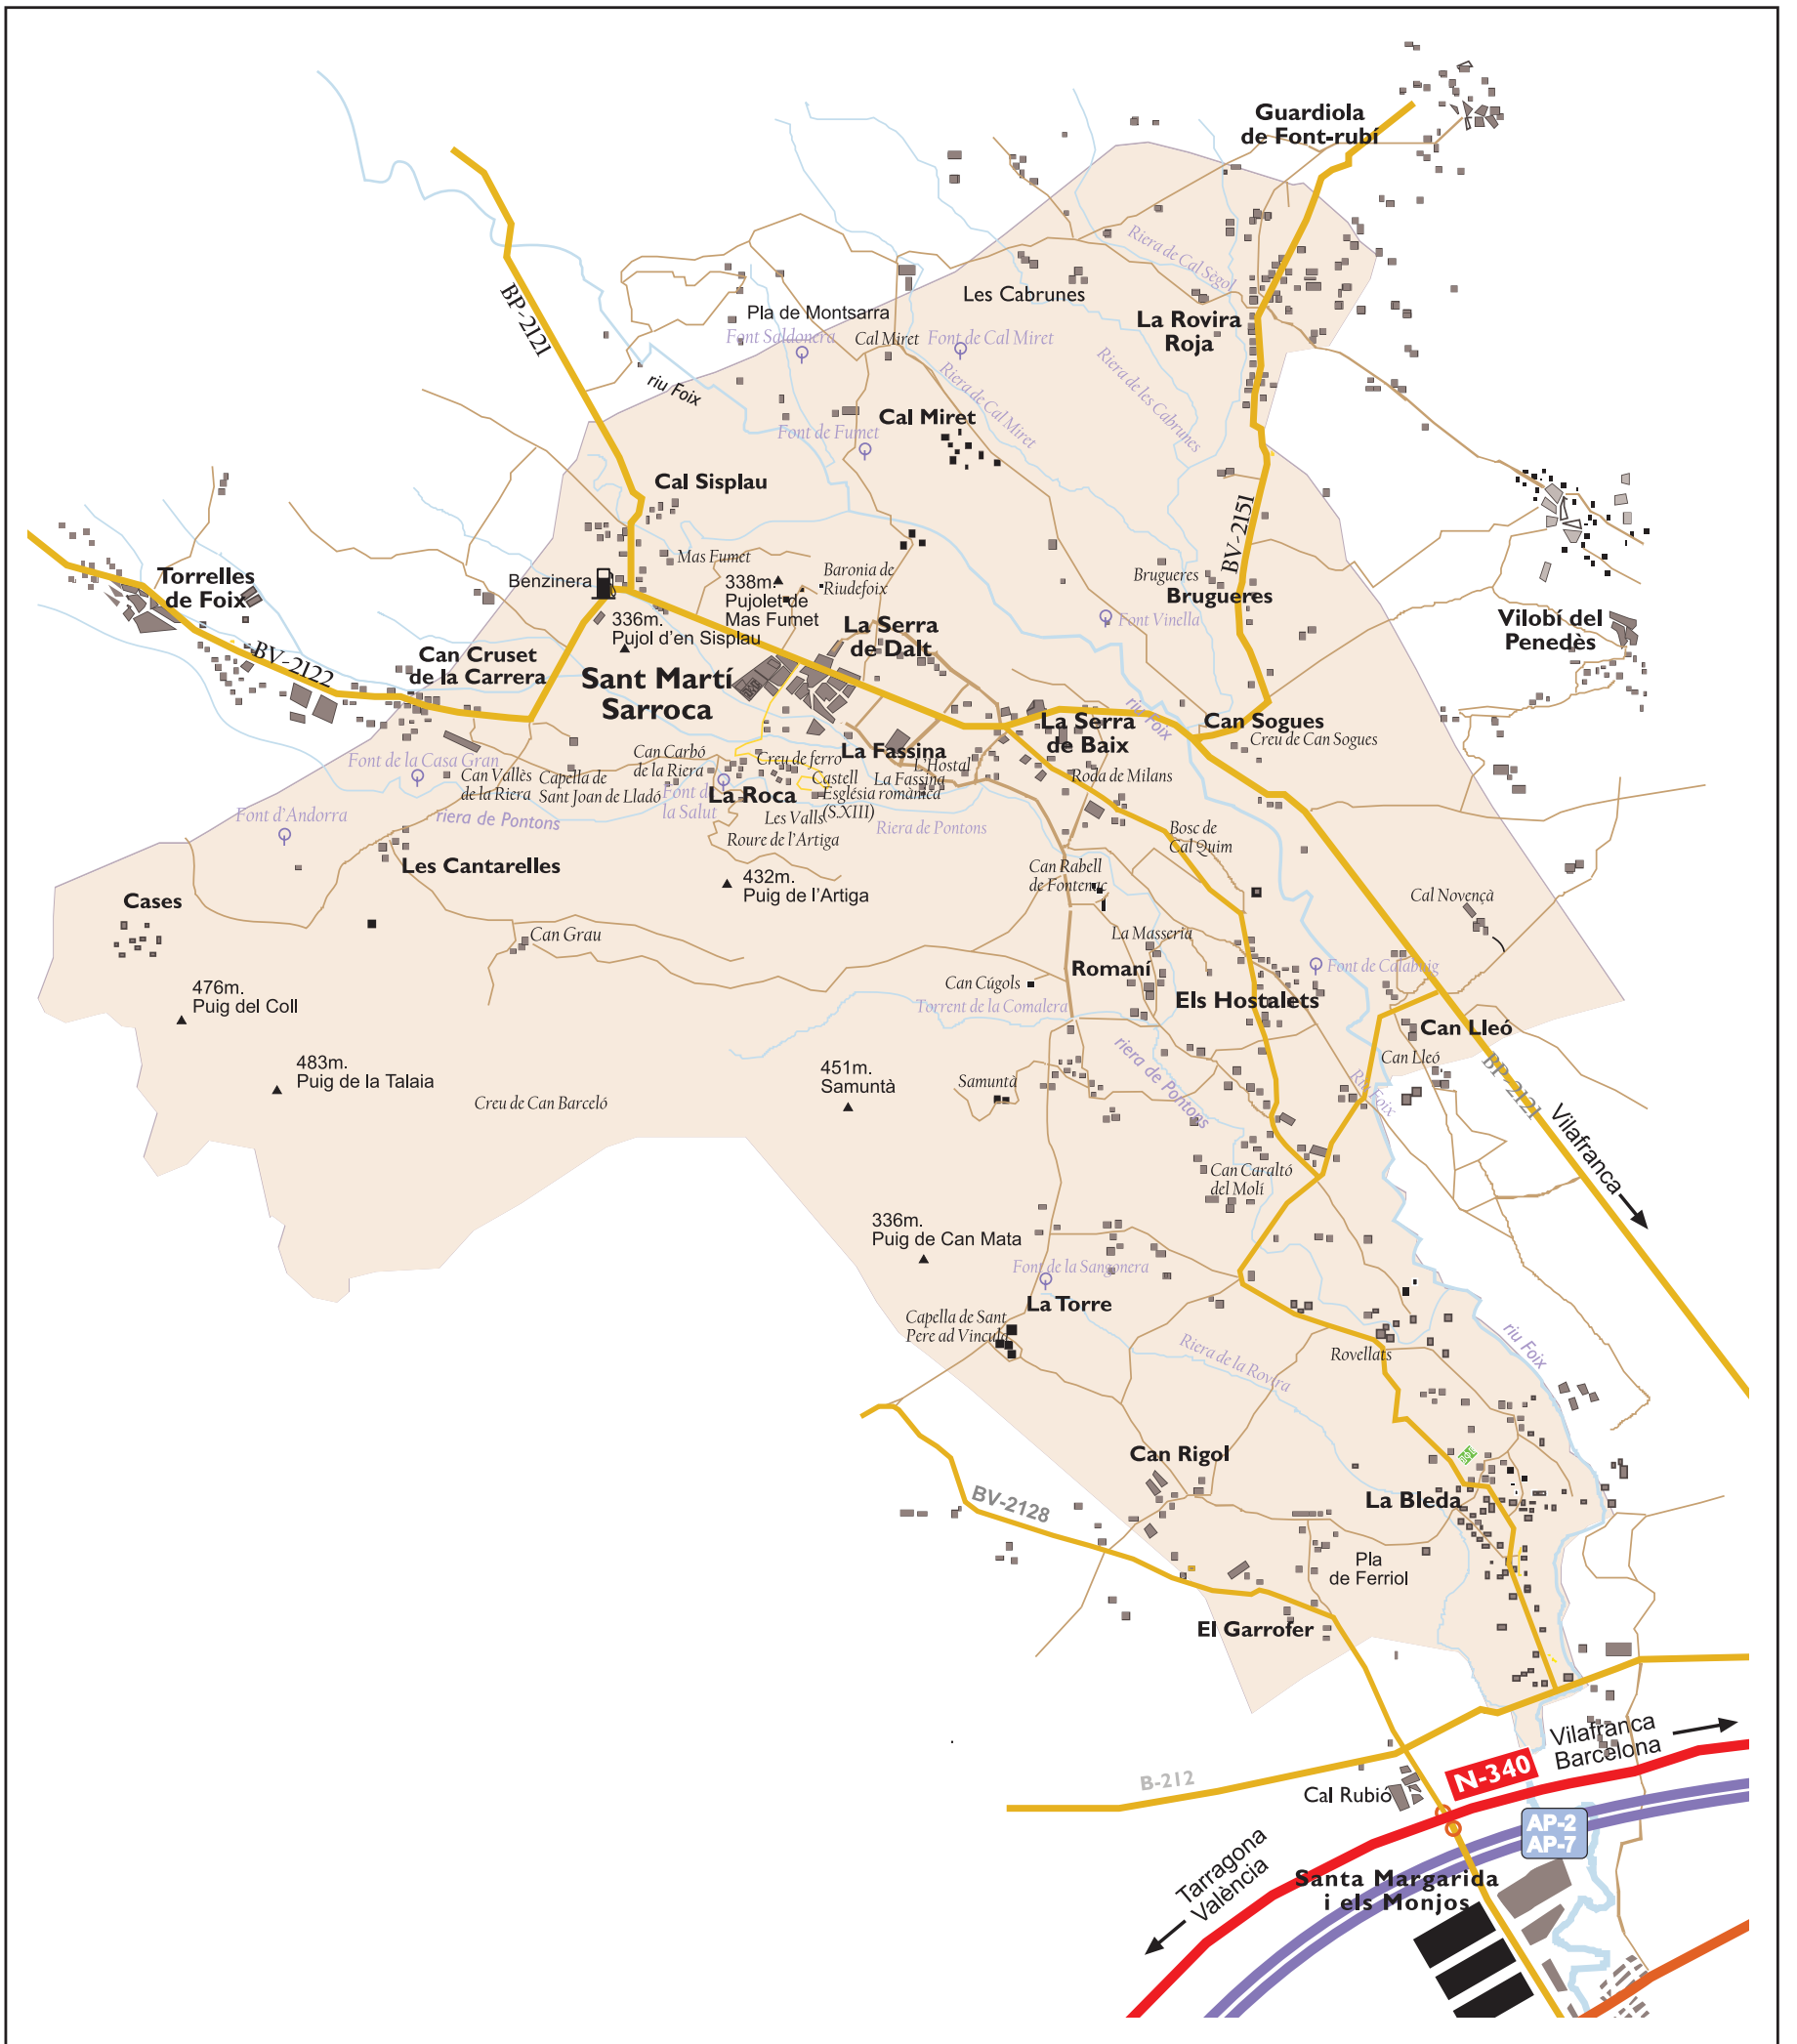 Guardiola
de Font-rubí
Riera de Cal Sègol
BP-2121
Les Cabrunes
Pla de Montsarra
La Rovira
Roja
Font Saldonera
Cal Miret
Font de Cal Miret
Riera de les Cabrunes
Riera de Cal Miret
riu Foix
Cal Miret
Font de Fumet
Cal Sisplau
BV-2151
Mas Fumet
Benzinera
Baronia de
Riudefoix
338m.
Pujolet de
Mas Fumet
Brugueres
Brugueres
Torrelles
de Foix
336m.
Pujol d'en Sisplau
Font Vinella
Vilobí del
Penedès
La Serra
de Dalt
BV-2122
Can Cruset
de la Carrera
Sant Martí
Sarroca
riu Foix
La Serra
de Baix
Can Sogues
Creu de Can Sogues
La Fassina
Font de la Casa Gran
Can Carbó
de la Riera
Creu de ferro
L'Hostal
Can Vallès
de la Riera
Capella de
Sant Joan de Lladó
Castell
La Fassina
Roda de Milans
Font de
la Salut
La Roca
Església romànica
(S.XIII)
Font d'Andorra
riera de Pontons
Les Valls
Riera de Pontons
Roure de l'Artiga
Bosc de
Cal Quim
Les Cantarelles
Can Rabell
de Fontenac
432m.
Puig de l'Artiga
Cases
Cal Novençà
Can Grau
La Masseria
Romaní
Font de Calabuig
476m.
Puig del Coll
Can Cúgols
Els Hostalets
Torrent de la Comalera
Can Lleó
483m.
Puig de la Talaia
451m.
Samuntà
Samuntà
riera de Pontons
Can Lleó
Riu Foix
BP-2121
Creu de Can Barceló
Vilafranca
Can Caraltó
del Molí
336m.
Puig de Can Mata
Font de la Sangonera
La Torre
Capella de Sant
Pere ad Vincula
Riera de la Rovira
Rovellats
riu Foix
Can Rigol
BV-2128
La Bleda
Pla
de Ferriol
El Garrofer
Vilafranca
Barcelona
B-212
N-340
Cal Rubió
AP-2
AP-7
Tarragona
València
Santa Margarida
i els Monjos